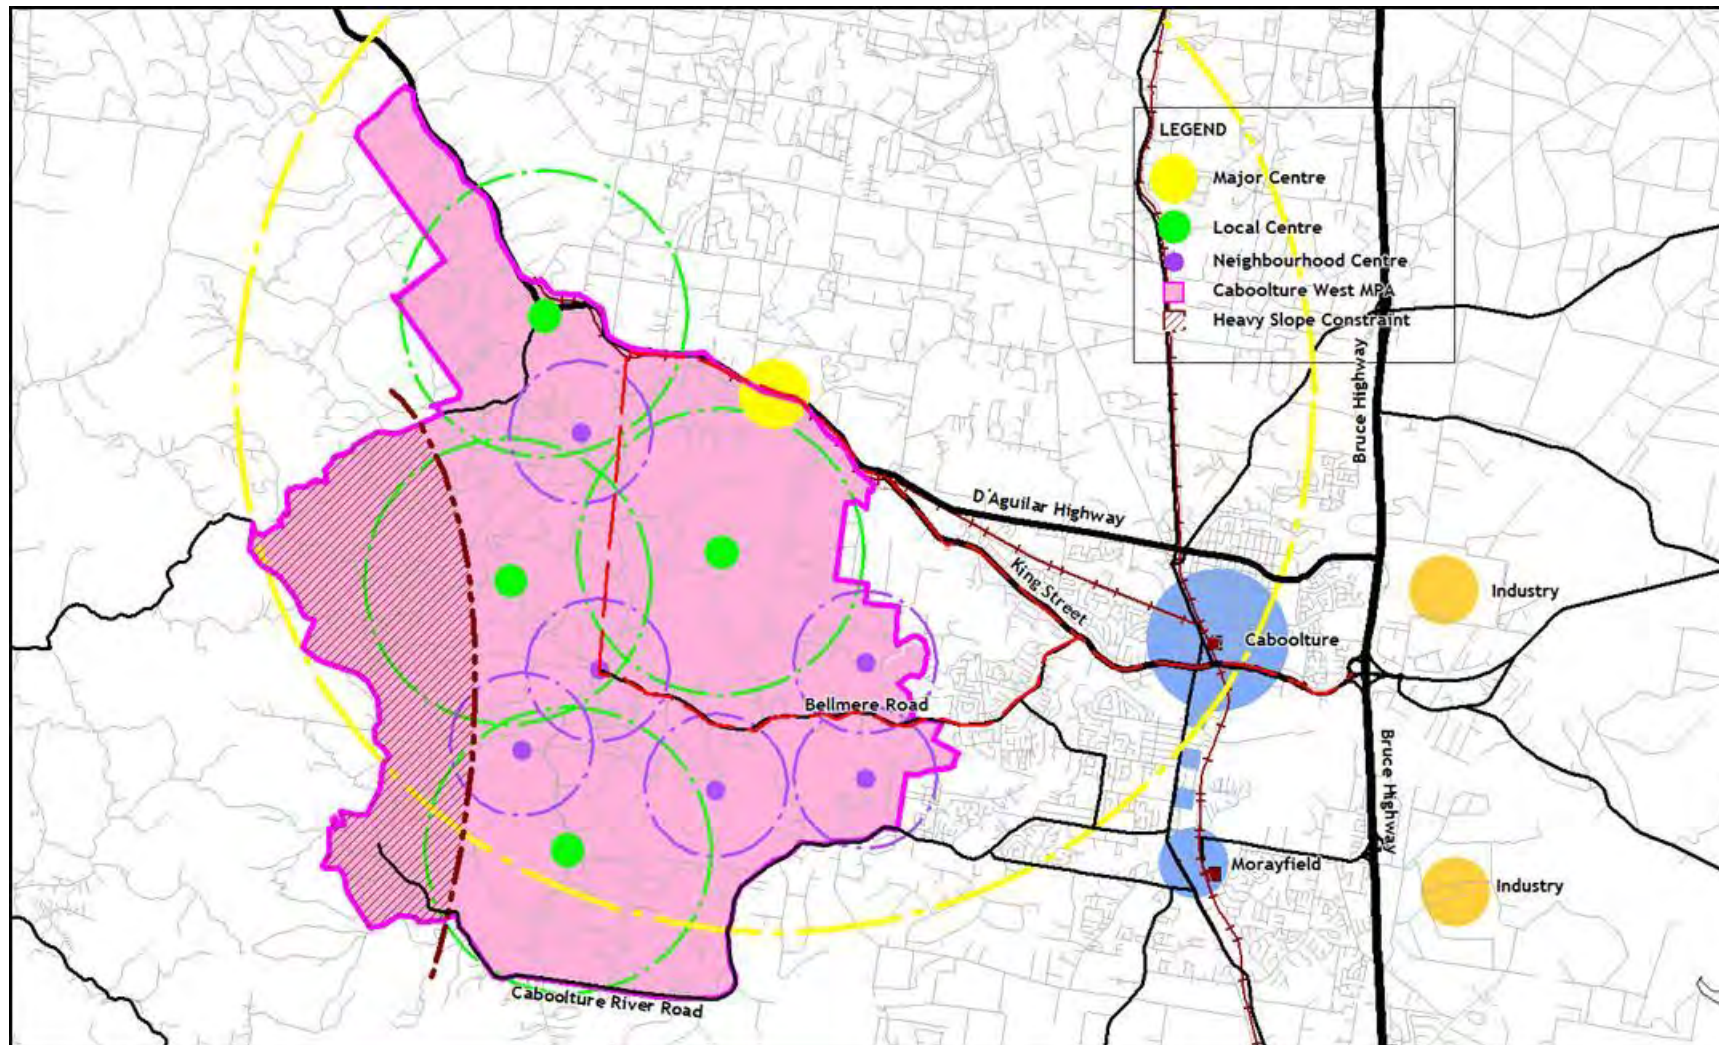 LEGEND
Major Centre
Local Centre
Neighbourhood Centre
Caboolture West MPA
Heavy Slope Constraint
Bruce Highway
D'Aguilar Highway
King Street
Industry
Caboolture
Bellmere Road
Bruce Highway
Morayfield
Industry
Caboolture River Road